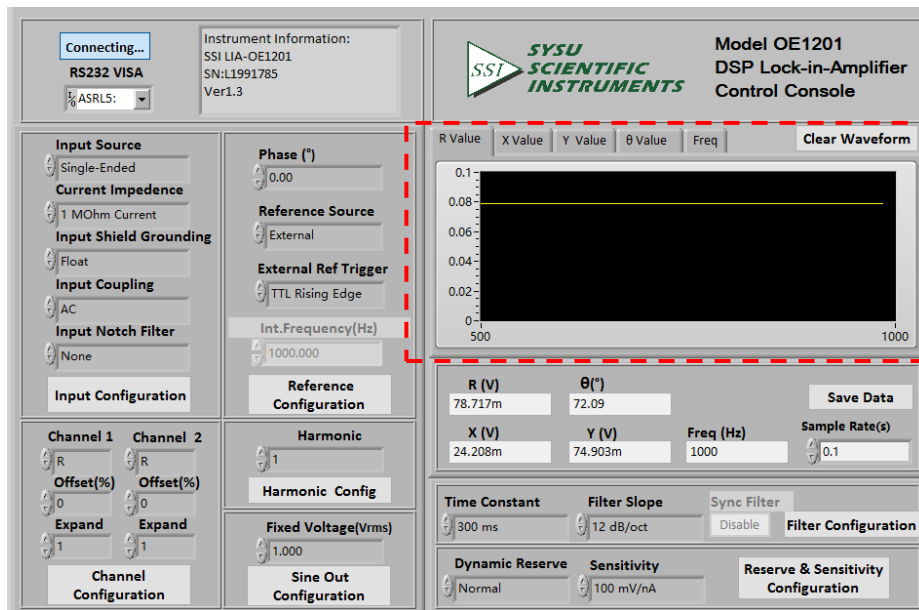 Connecting...
RS232 VISA
ASRL5:
Instrument Information:
SSI LIA-OE1201
SN:L1991785
Ver1.3
SSI
SYSU
SCIENTIFIC
INSTRUMENTS
Model OE1201
DSP Lock-in-Amplifier
Control Console
Input Source
Single-Ended
Current Impedence
1 MOhm Current
Input Shield Grounding
Float
Input Coupling
AC
Input Notch Filter
None
Input Configuration
Phase (°)
0.00
Reference Source
External
External Ref Trigger
TTL Rising Edge
Int.Frequency(Hz)
1000.000
Reference
Configuration
R Value X Value Y Value θ Value Freq Clear Waveform
0.1
0.08
0.06
0.04
0.02
0
500 1000
R (V) θ(°)
78.717m 72.09 Save Data
X (V) Y (V) Freq (Hz) Sample Rate(s)
24.208m 74.903m 1000 0.1
Channel 1 Channel 2
R R
Offset(%) Offset(%)
0 0
Expand Expand
1 1
Channel
Configuration
Harmonic
1
Harmonic Config
Fixed Voltage(Vrms)
1.000
Sine Out
Configuration
Time Constant Filter Slope Sync Filter
300 ms 12 dB/oct Disable Filter Configuration
Dynamic Reserve Sensitivity
Normal 100 mV/nA
Reserve & Sensitivity
Configuration